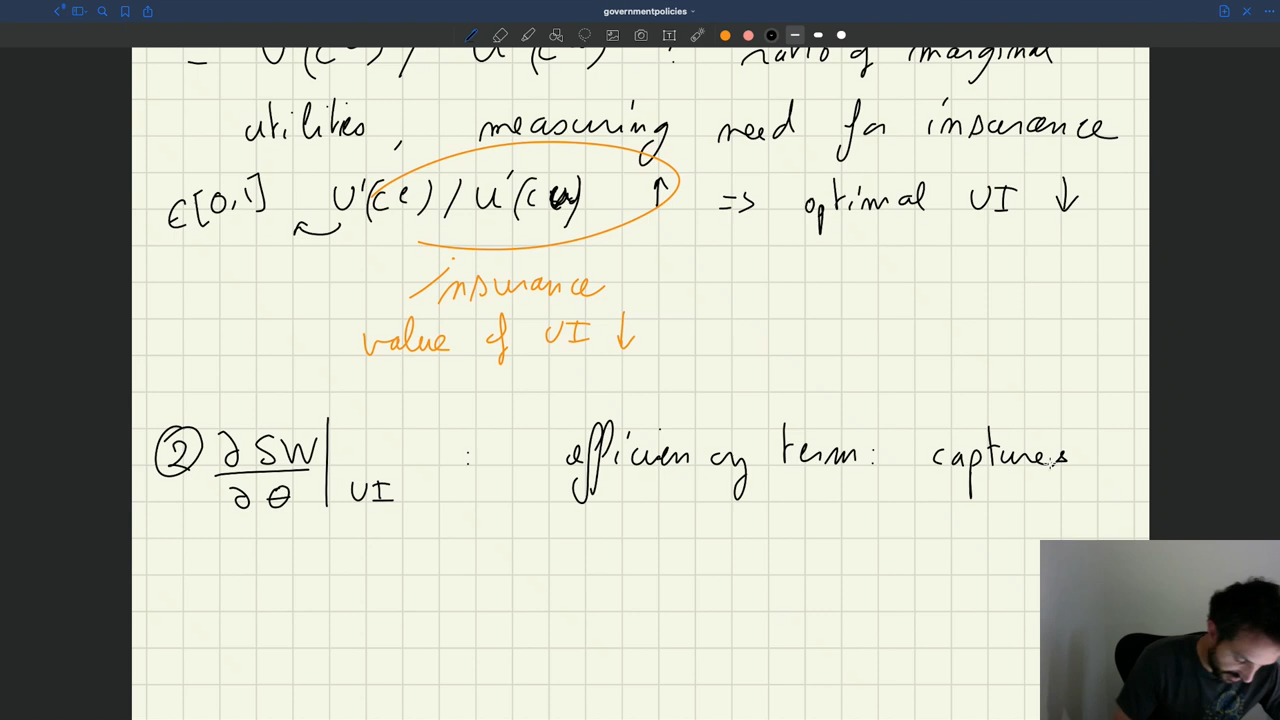 governmentpolicies
= U'(c^e) / U'(c^u) : ratio of marginal
utilities, measuring need for insurance
∈[0,1] U'(c^e) / U'(c^u) ↑ => optimal UI ↓
insurance
value of UI ↓
② ∂SW/∂θ | UI : efficiency term: captures